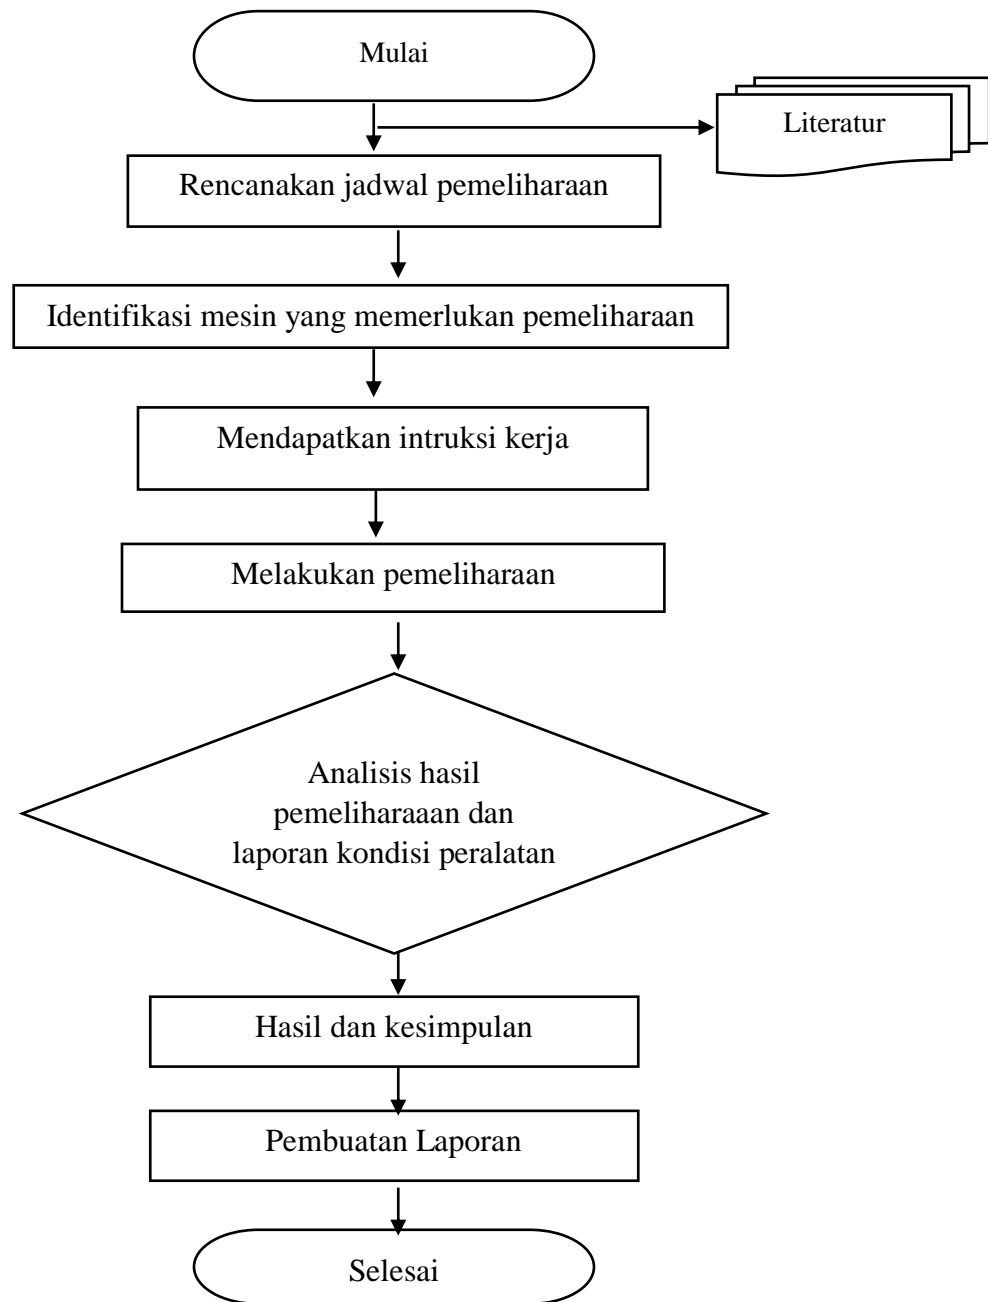 Mulai
Literatur
Rencanakan jadwal pemeliharaan
Identifikasi mesin yang memerlukan pemeliharaan
Mendapatkan intruksi kerja
Melakukan pemeliharaan
Analisis hasil
pemeliharaaan dan
laporan kondisi peralatan
Hasil dan kesimpulan
Pembuatan Laporan
Selesai